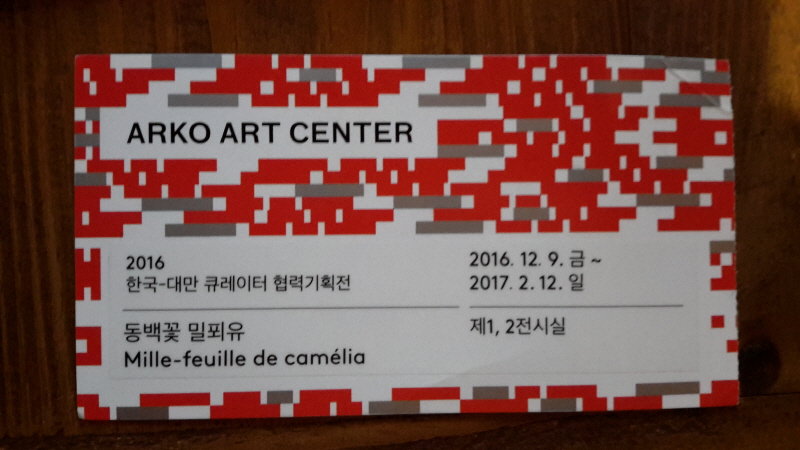 ARKO ART CENTER
2016
한국-대만 큐레이터 협력기획전
2016. 12. 9. 금 ~
2017. 2. 12. 일
동백꽃 밀푀유
Mille-feuille de camélia
제1, 2전시실